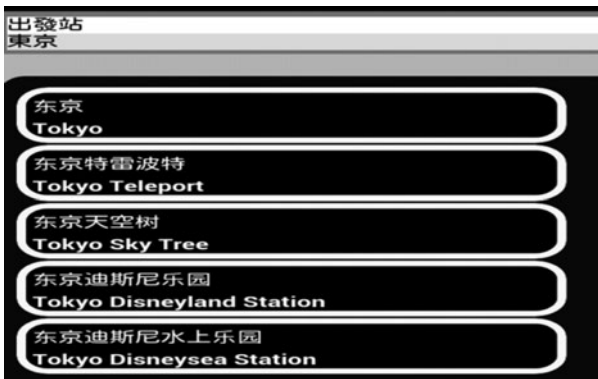 出發站
東京
东京
Tokyo
东京特雷波特
Tokyo Teleport
东京天空树
Tokyo Sky Tree
东京迪斯尼乐园
Tokyo Disneyland Station
东京迪斯尼水上乐园
Tokyo Disneysea Station